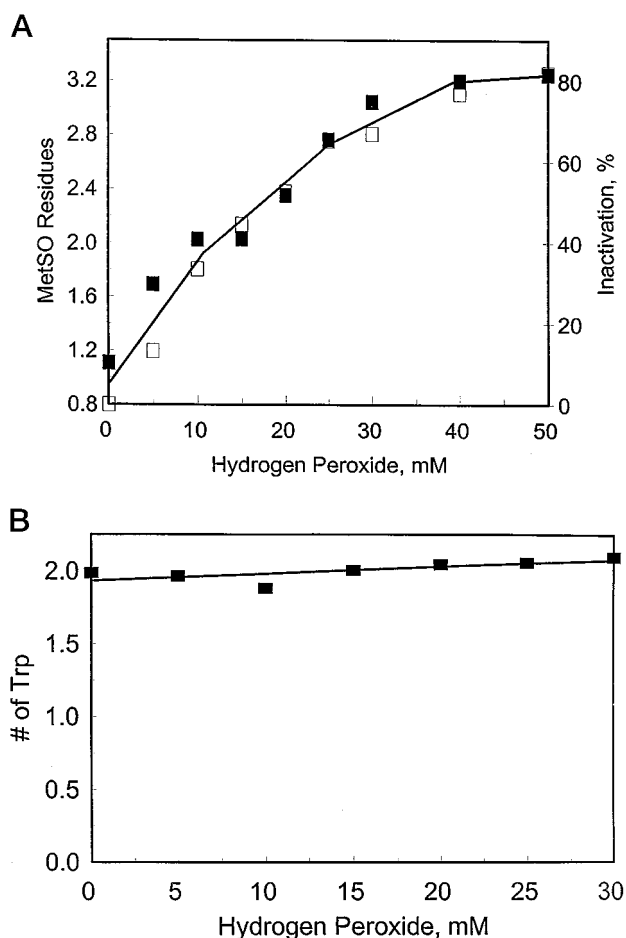 A
MetSO Residues
3.2
2.8
2.4
2.0
1.6
1.2
0.8
80
60
40
20
0
Inactivation, %
0 10 20 30 40 50
Hydrogen Peroxide, mM
B
# of Trp
2.0
1.5
1.0
0.5
0.0
0 5 10 15 20 25 30
Hydrogen Peroxide, mM